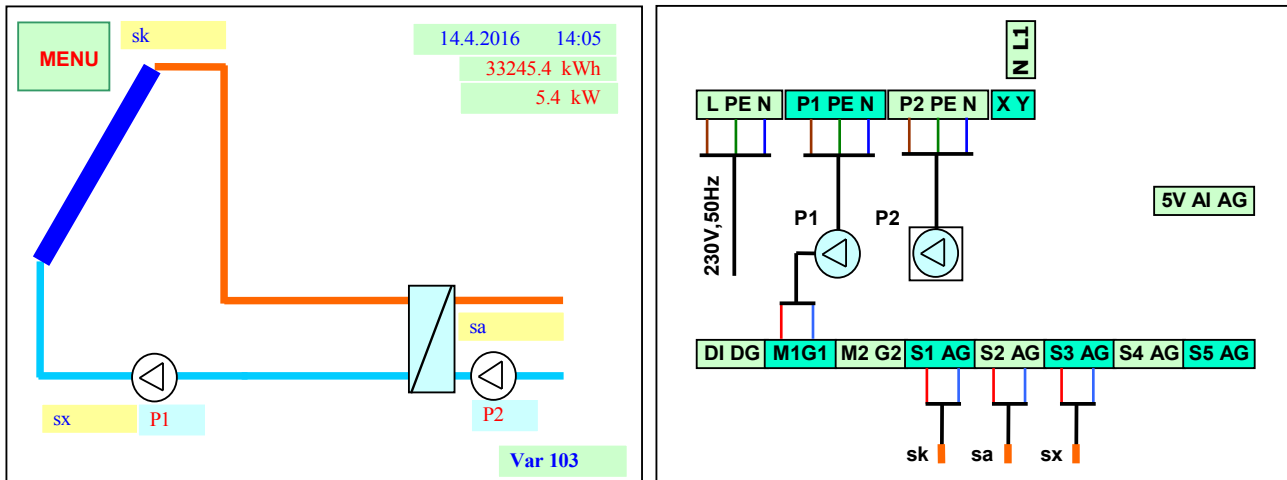 MENU
sk
14.4.2016 14:05
33245.4 kWh
5.4 kW
sa
sx
P1
P2
Var 103
N L1
L PE N
P1 PE N
P2 PE N
X Y
230V,50Hz
P1
P2
5V AI AG
DI DG
M1G1
M2 G2
S1 AG
S2 AG
S3 AG
S4 AG
S5 AG
sk
sa
sx